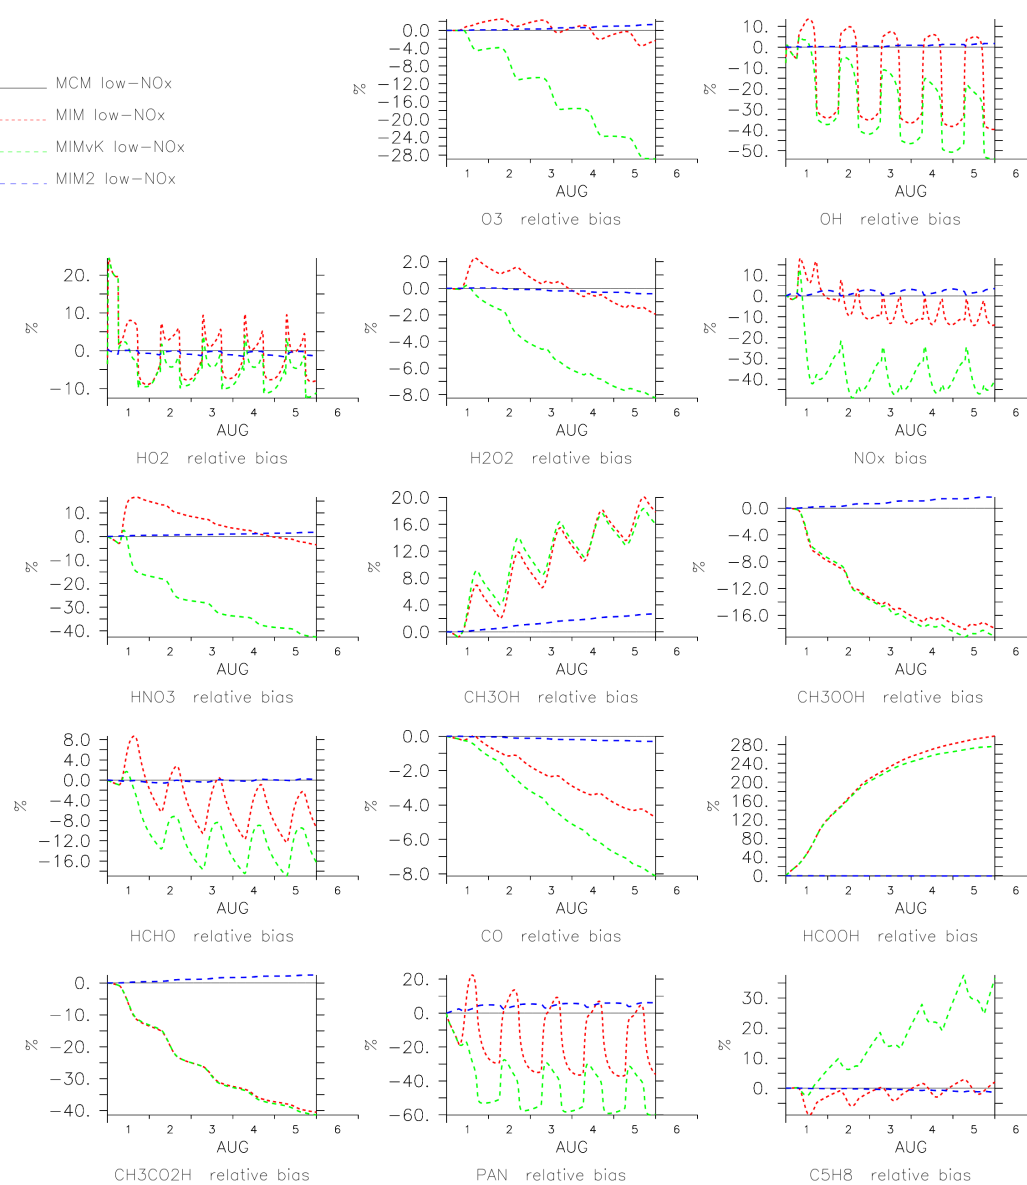 MCM low-NOx
MIM low-NOx
MIMvK low-NOx
MIM2 low-NOx
0.0
-4.0
-8.0
-12.0
-16.0
-20.0
-24.0
-28.0
%
1 2 3 4 5 6
AUG
O3 relative bias
10.
0.
-10.
-20.
-30.
-40.
-50.
%
1 2 3 4 5 6
AUG
OH relative bias
20.
10.
0.
-10.
%
1 2 3 4 5 6
AUG
HO2 relative bias
2.0
0.0
-2.0
-4.0
-6.0
-8.0
%
1 2 3 4 5 6
AUG
H2O2 relative bias
10.
0.
-10.
-20.
-30.
-40.
%
1 2 3 4 5 6
AUG
NOx bias
10.
0.
-10.
-20.
-30.
-40.
%
1 2 3 4 5 6
AUG
HNO3 relative bias
20.0
16.0
12.0
8.0
4.0
0.0
%
1 2 3 4 5 6
AUG
CH3OH relative bias
0.0
-4.0
-8.0
-12.0
-16.0
%
1 2 3 4 5 6
AUG
CH3OOH relative bias
8.0
4.0
0.0
-4.0
-8.0
-12.0
-16.0
%
1 2 3 4 5 6
AUG
HCHO relative bias
0.0
-2.0
-4.0
-6.0
-8.0
%
1 2 3 4 5 6
AUG
CO relative bias
280.
240.
200.
160.
120.
80.
40.
0.
%
1 2 3 4 5 6
AUG
HCOOH relative bias
0.
-10.
-20.
-30.
-40.
%
1 2 3 4 5 6
AUG
CH3CO2H relative bias
20.
0.
-20.
-40.
-60.
%
1 2 3 4 5 6
AUG
PAN relative bias
30.
20.
10.
0.
%
1 2 3 4 5 6
AUG
C5H8 relative bias